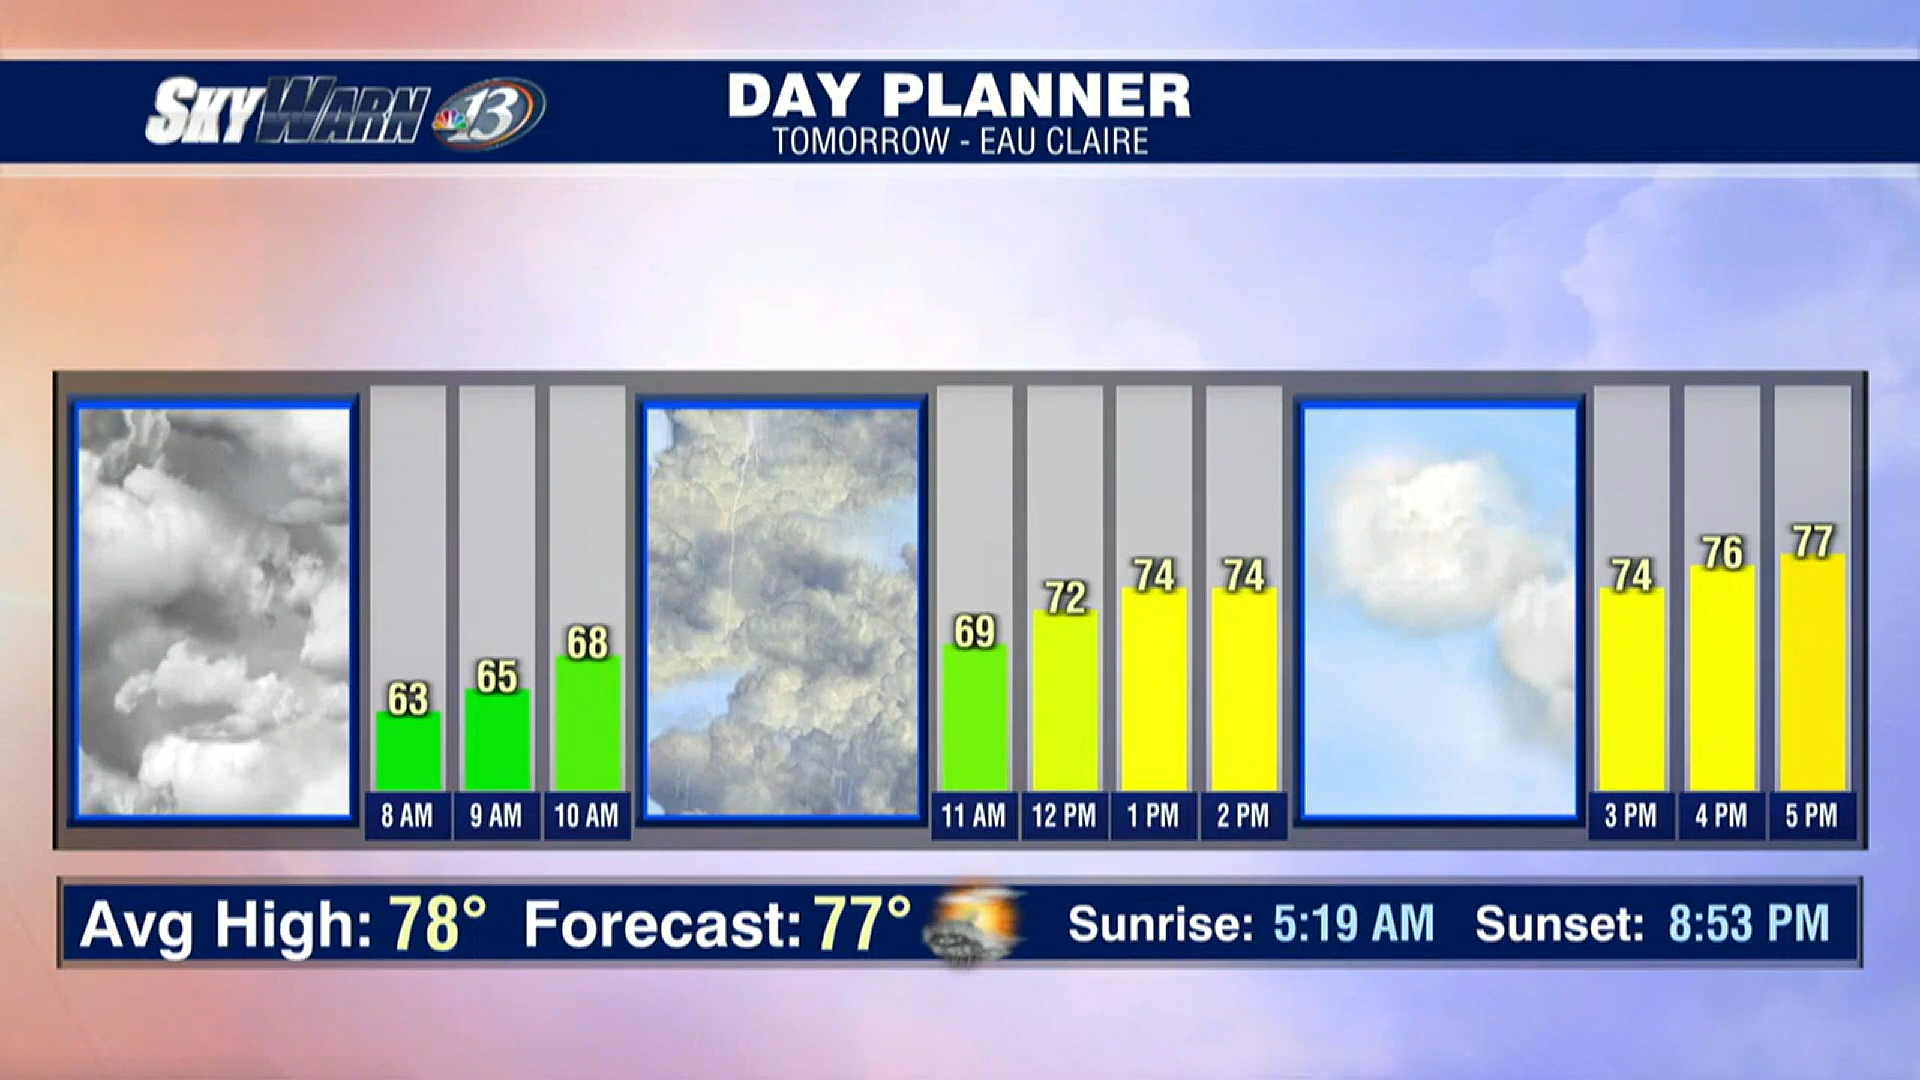 SKYWARN 13
DAY PLANNER
TOMORROW - EAU CLAIRE
63 65 68 69 72 74 74 74 76 77
8 AM 9 AM 10 AM 11 AM 12 PM 1 PM 2 PM 3 PM 4 PM 5 PM
Avg High: 78° Forecast: 77° Sunrise: 5:19 AM Sunset: 8:53 PM